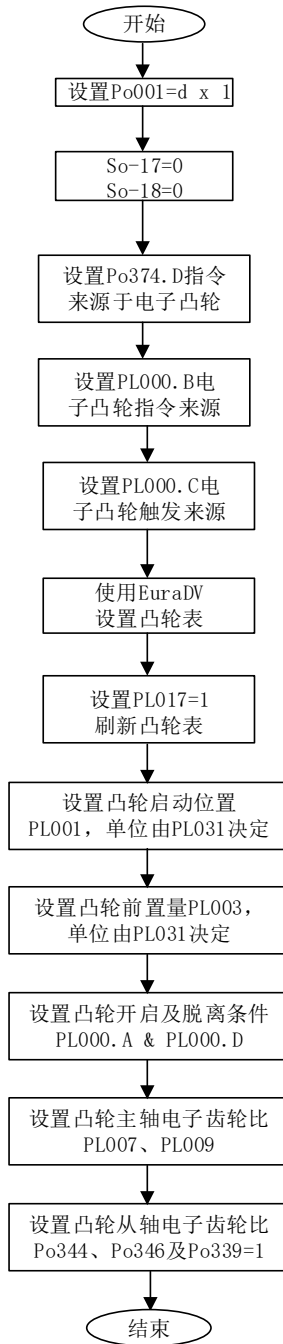 开始
设置Po001=d x 1
So-17=0
So-18=0
设置Po374.D指令
来源于电子凸轮
设置PL000.B电
子凸轮指令来源
设置PL000.C电
子凸轮触发来源
使用EuraDV
设置凸轮表
设置PL017=1
刷新凸轮表
设置凸轮启动位置
PL001，单位由PL031决定
设置凸轮前置量PL003，
单位由PL031决定
设置凸轮开启及脱离条件
PL000.A & PL000.D
设置凸轮主轴电子齿轮比
PL007、PL009
设置凸轮从轴电子齿轮比
Po344、Po346及Po339=1
结束